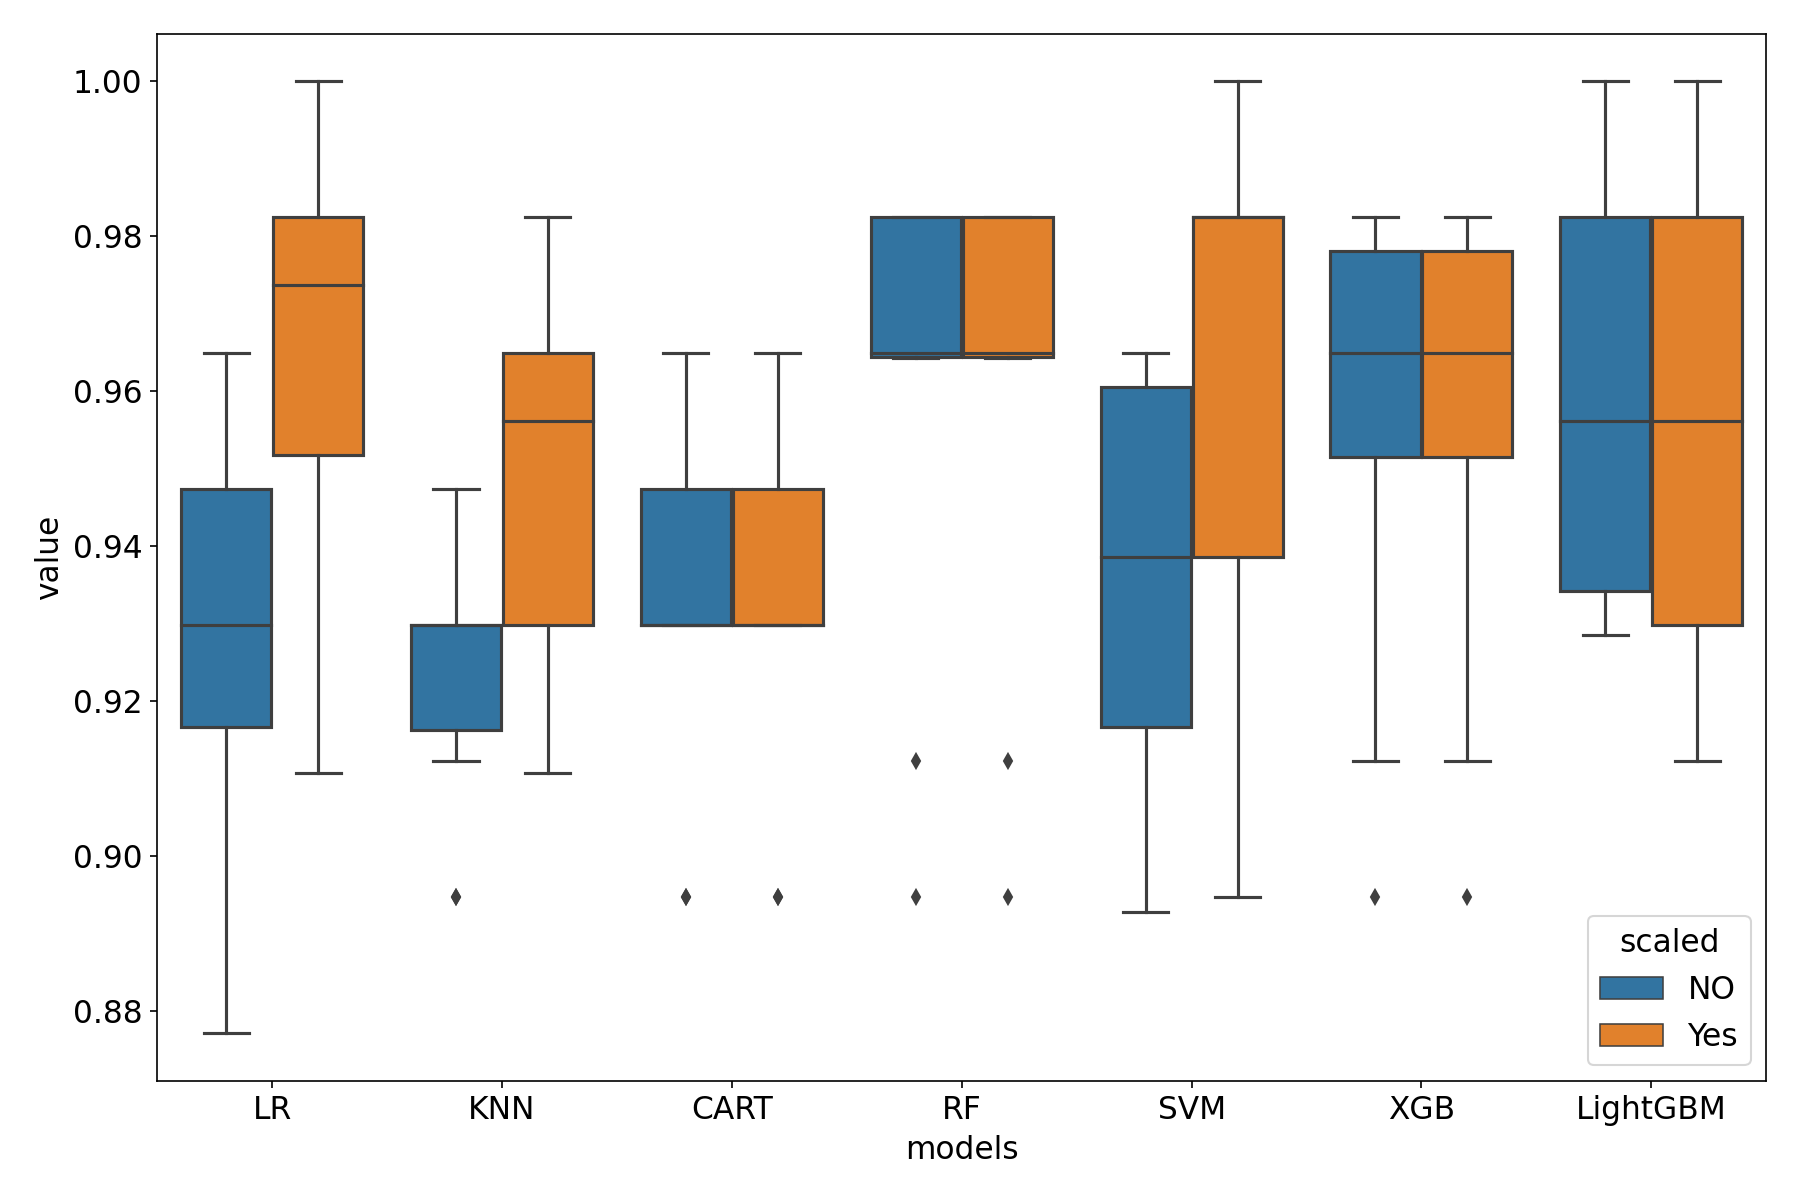 1.00
0.98
0.96
0.94
0.92
0.90
0.88
value
LR KNN CART RF SVM XGB LightGBM
models
scaled
NO
Yes